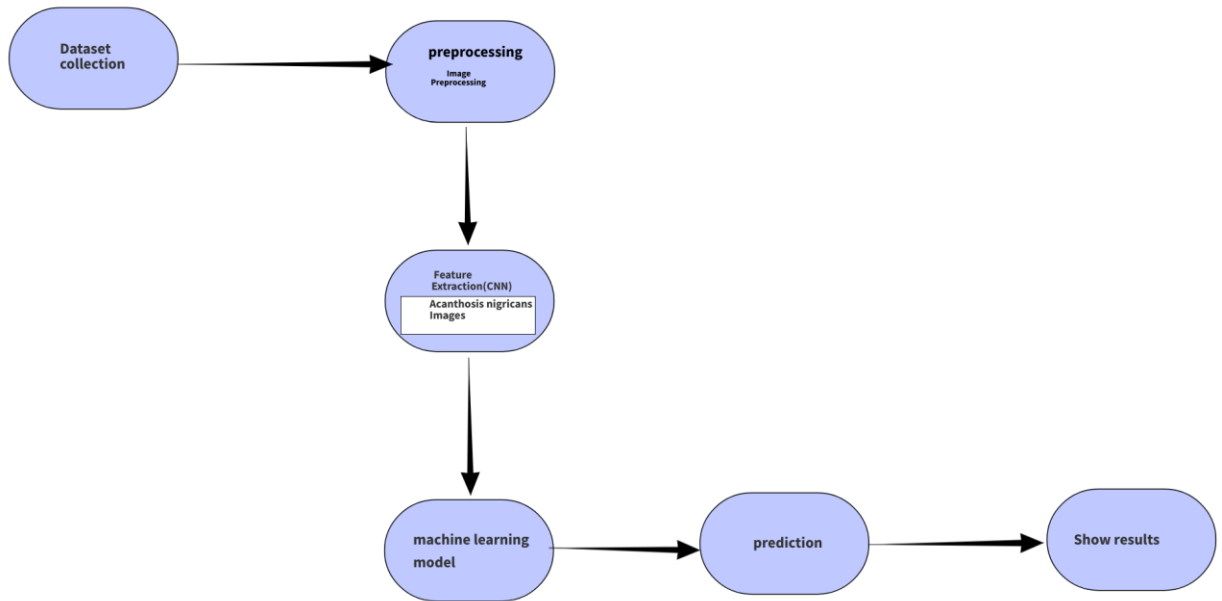 Dataset
collection
preprocessing
Image
Preprocessing
Feature
Extraction(CNN)
Acanthosis nigricans
Images
machine learning
model
prediction
Show results